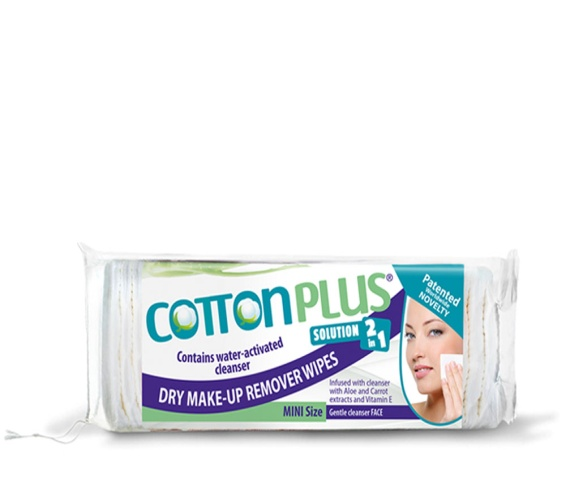 COTTONPLUS®
SOLUTION 2 in 1
Patented
Worldwide
NOVELTY
Contains water-activated
cleanser
DRY MAKE-UP REMOVER WIPES
Infused with cleanser
with Aloe and Carrot
extracts and Vitamin E
MINI Size
Gentle cleanser FACE